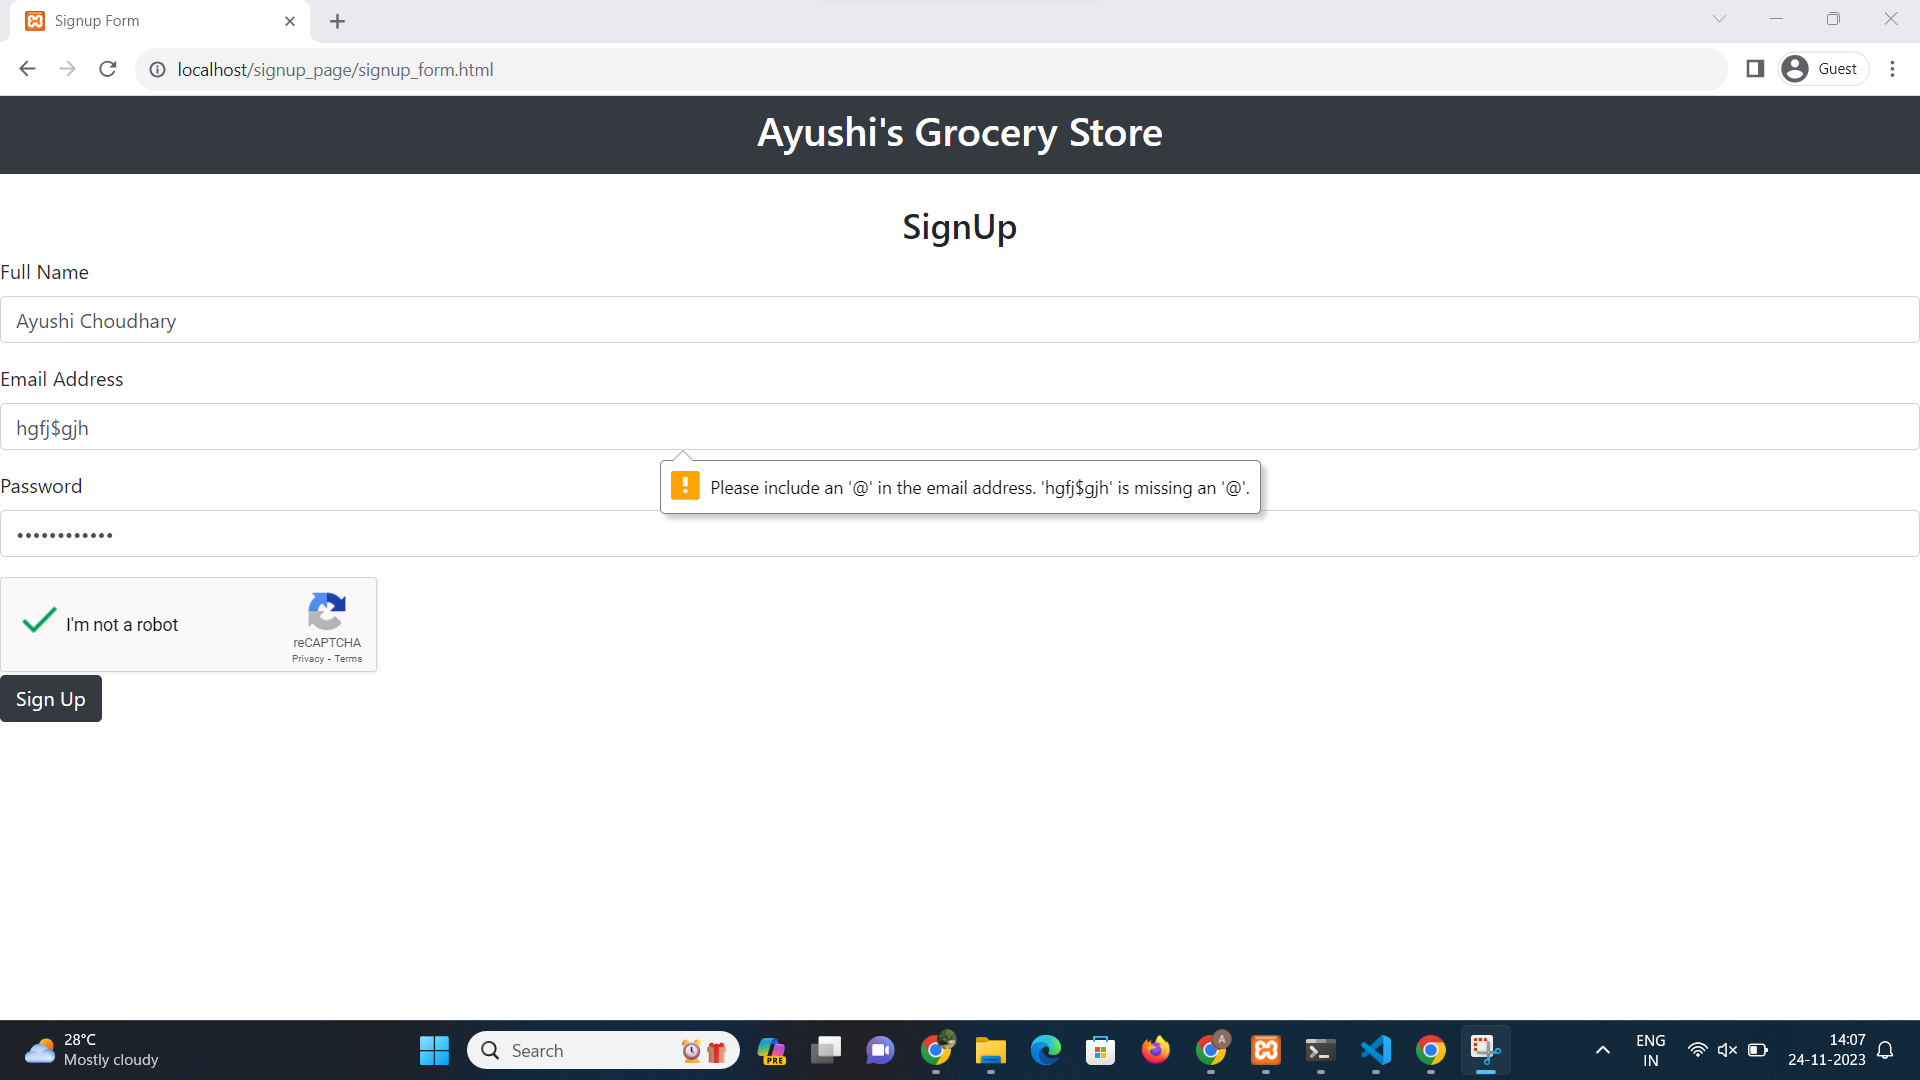 Signup Form
localhost/signup_page/signup_form.html
Guest
Ayushi's Grocery Store
SignUp
Full Name
Ayushi Choudhary
Email Address
hgfj$gjh
Please include an '@' in the email address. 'hgfj$gjh' is missing an '@'.
Password
••••••••••••
I'm not a robot
reCAPTCHA
Privacy - Terms
Sign Up
28°C
Mostly cloudy
Search
PRE
A
ENG
IN
14:07
24-11-2023